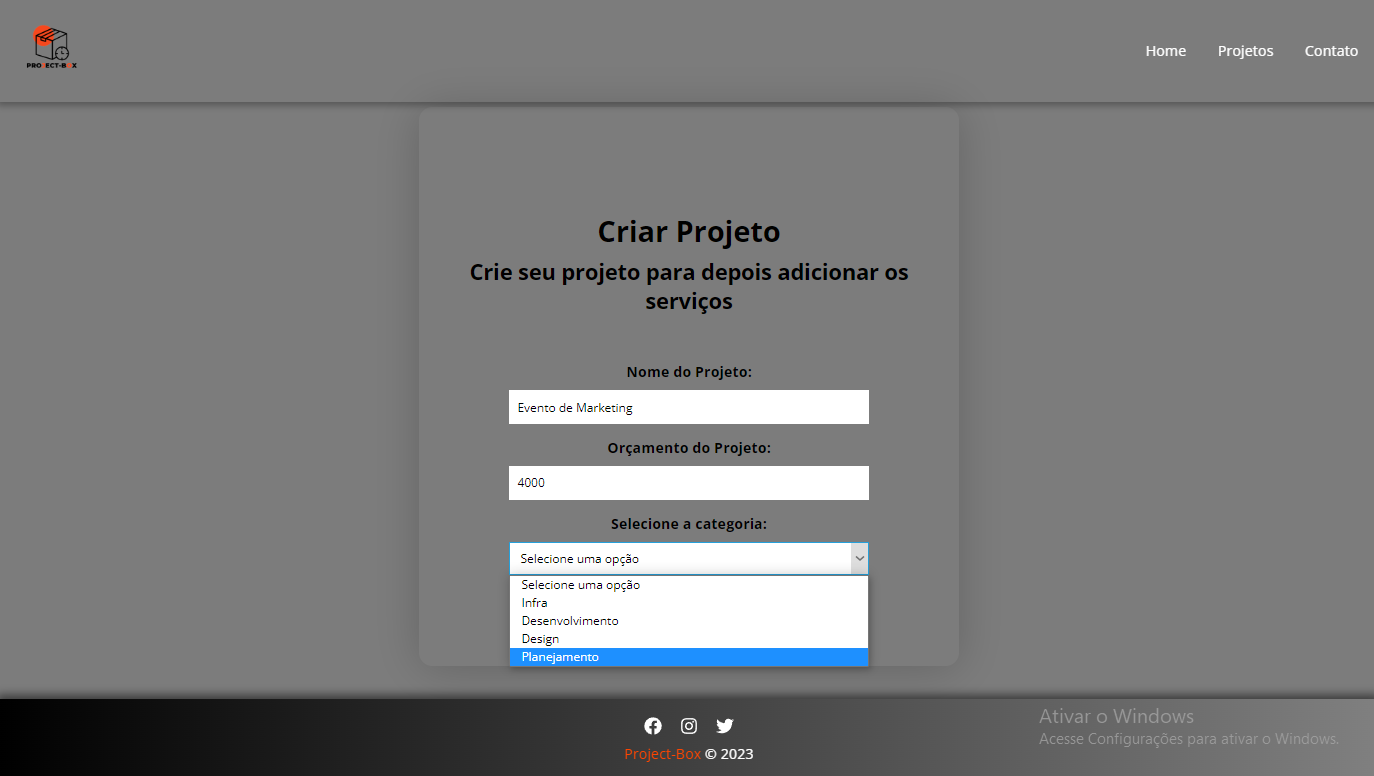 PROJECT-BOX
Home Projetos Contato
Criar Projeto
Crie seu projeto para depois adicionar os
serviços
Nome do Projeto:
Evento de Marketing
Orçamento do Projeto:
4000
Selecione a categoria:
Selecione uma opção
Selecione uma opção
Infra
Desenvolvimento
Design
Planejamento
Ativar o Windows
Acesse Configurações para ativar o Windows.
Project-Box © 2023